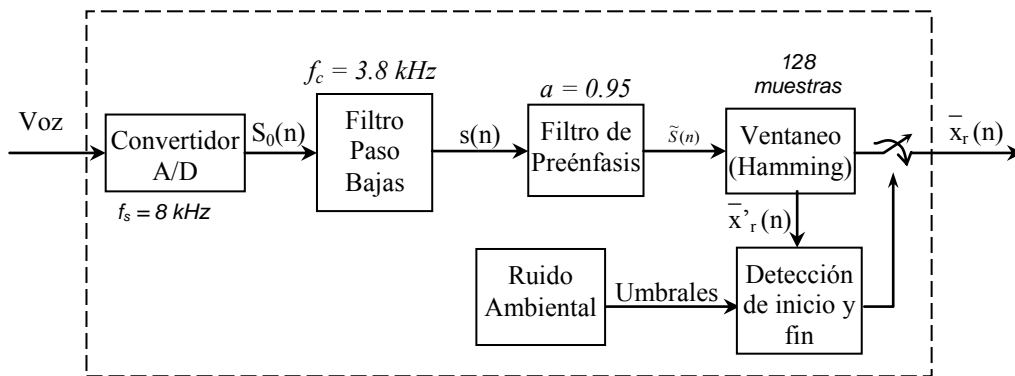 Voz
Convertidor
A/D
f_s = 8 kHz
S₀(n)
f_c = 3.8 kHz
Filtro
Paso
Bajas
s(n)
a = 0.95
Filtro de
Preénfasis
s̃(n)
128
muestras
Ventaneo
(Hamming)
x̅_r (n)
x̅’_r (n)
Ruido
Ambiental
Umbrales
Detección
de inicio y
fin